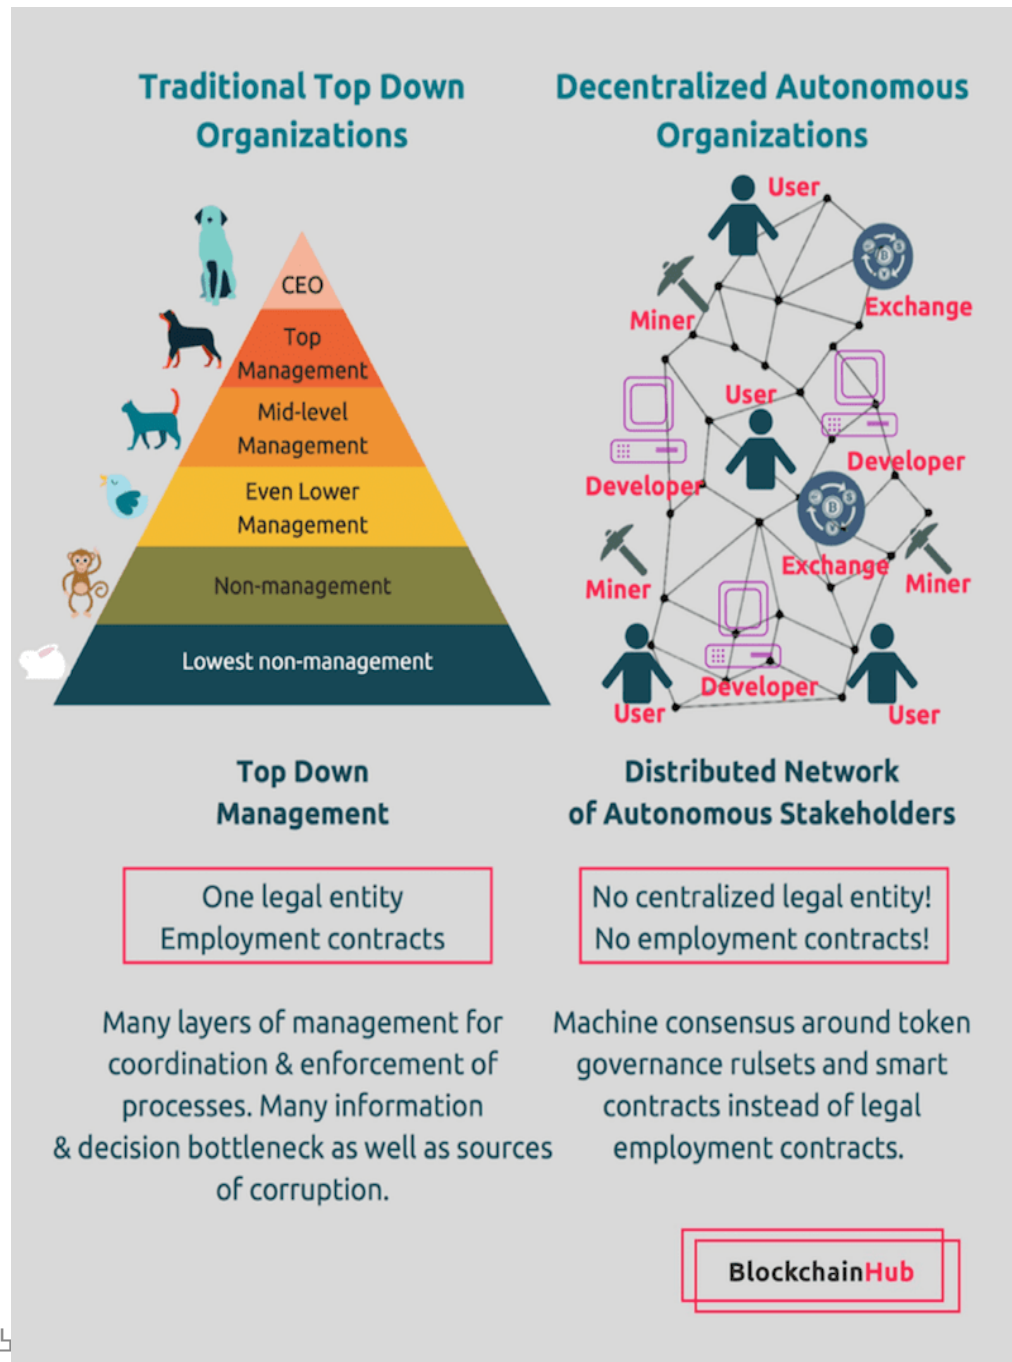 Traditional Top Down
Organizations
CEO
Top
Management
Mid-level
Management
Even Lower
Management
Non-management
Lowest non-management
Top Down
Management
One legal entity
Employment contracts
Many layers of management for
coordination & enforcement of
processes. Many information
& decision bottleneck as well as sources
of corruption.
Decentralized Autonomous
Organizations
User
Exchange
Miner
User
Developer
Developer
Exchange
Miner
Miner
Developer
User
User
Distributed Network
of Autonomous Stakeholders
No centralized legal entity!
No employment contracts!
Machine consensus around token
governance rulsets and smart
contracts instead of legal
employment contracts.
BlockchainHub